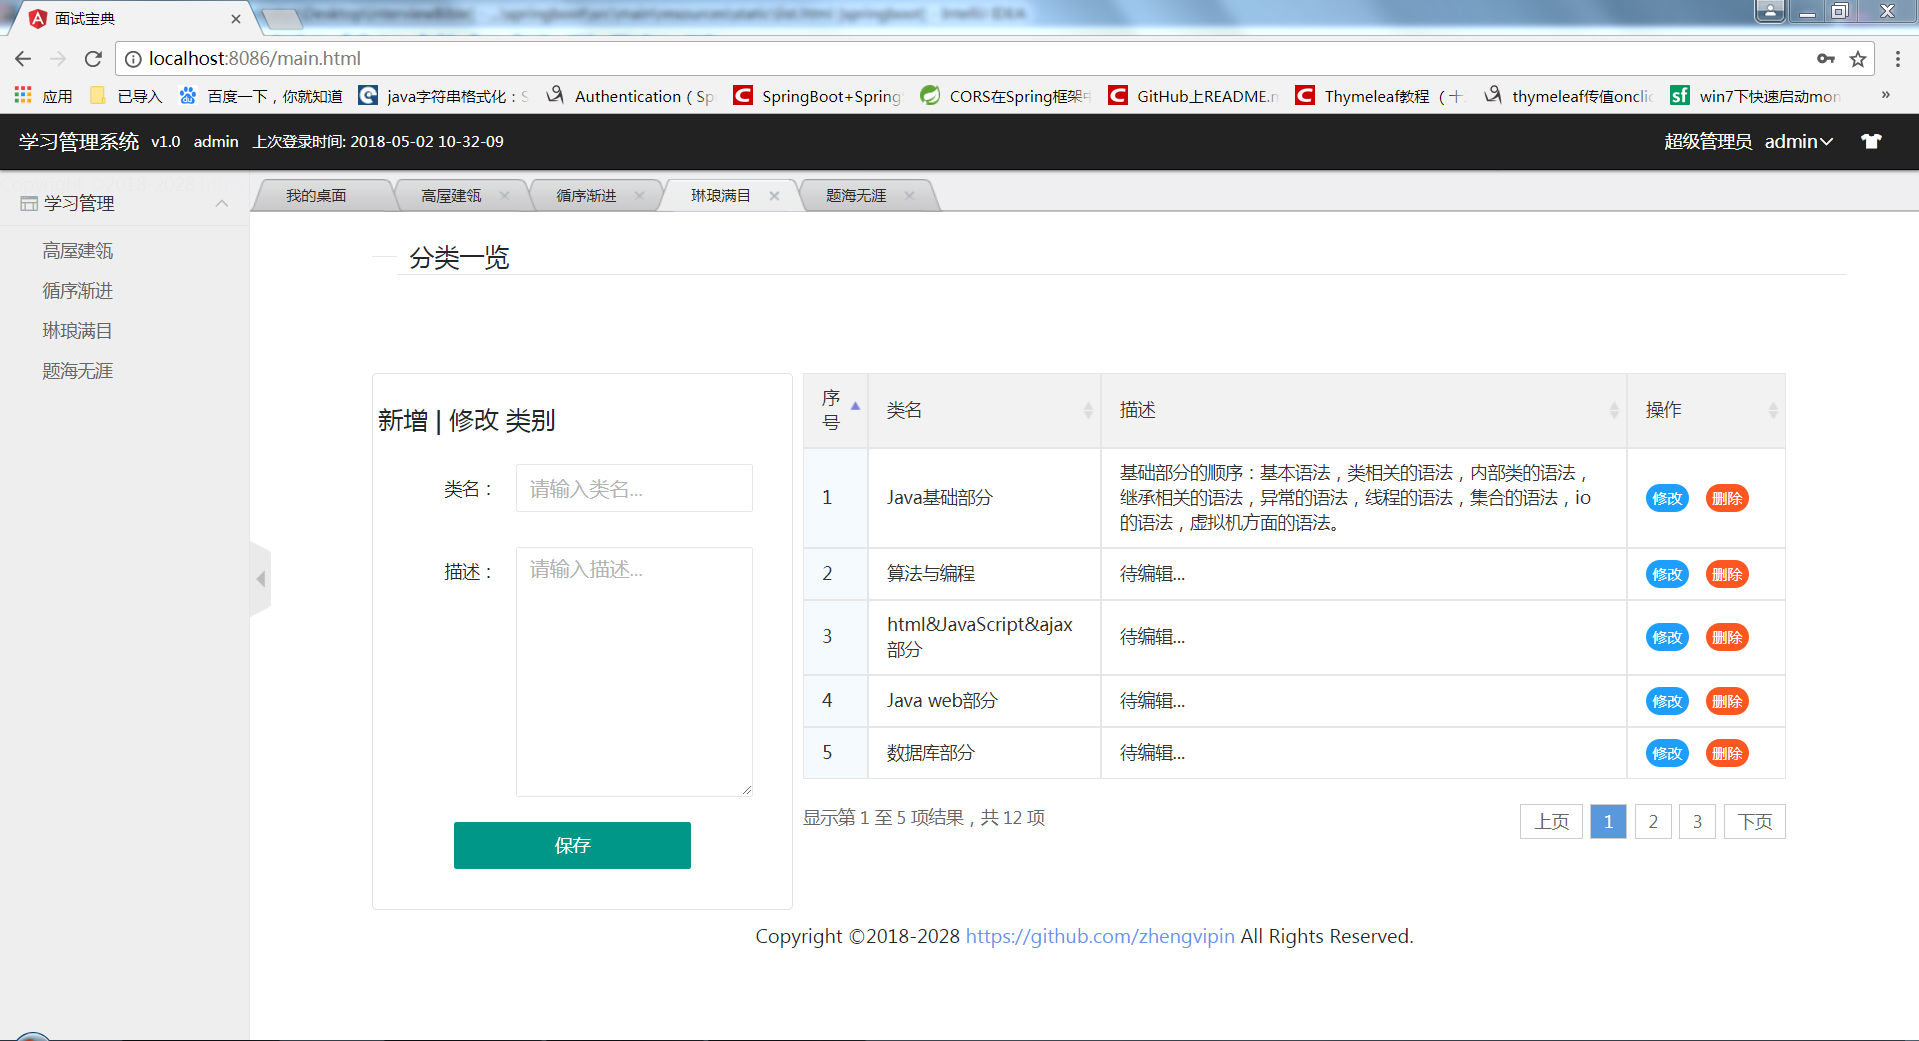 面试宝典
localhost:8086/main.html
应用 已导入 百度一下，你就知道 java字符串格式化：S Authentication ( Sp SpringBoot+Spring CORS在Spring框架中 GitHub上README.m Thymeleaf教程 （十 thymeleaf传值onclic win7下快速启动mon »
学习管理系统 v1.0 admin 上次登录时间: 2018-05-02 10-32-09 超级管理员 admin
学习管理
高屋建瓴
循序渐进
琳琅满目
题海无涯
我的桌面 高屋建瓴 循序渐进 琳琅满目 题海无涯
分类一览
新增 | 修改 类别
类名：
请输入类名...
描述：
请输入描述...
保存
序号 类名 描述 操作
1 Java基础部分 基础部分的顺序：基本语法，类相关的语法，内部类的语法，
继承相关的语法，异常的语法，线程的语法，集合的语法，io
的语法，虚拟机方面的语法。 修改 删除
2 算法与编程 待编辑... 修改 删除
3 html&JavaScript&ajax
部分 待编辑... 修改 删除
4 Java web部分 待编辑... 修改 删除
5 数据库部分 待编辑... 修改 删除
显示第 1 至 5 项结果，共 12 项 上页 1 2 3 下页
Copyright ©2018-2028 https://github.com/zhengvipin All Rights Reserved.